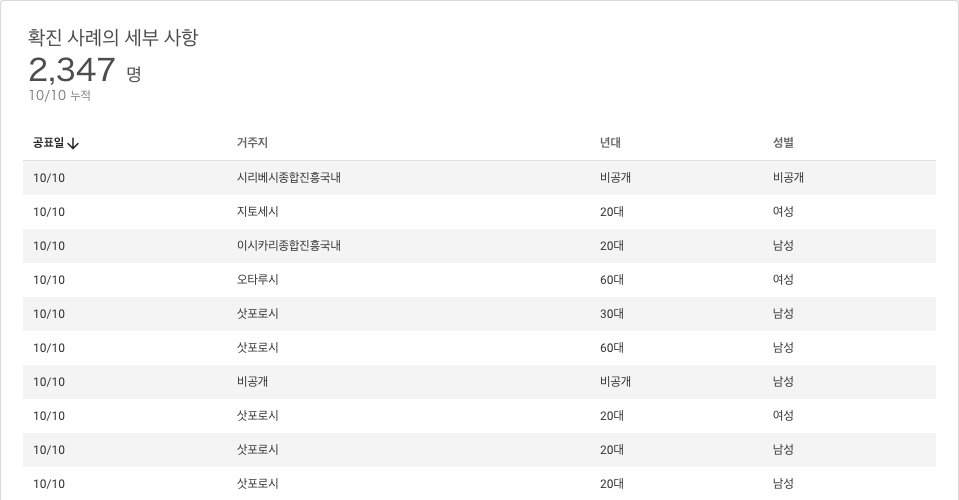 확진 사례의 세부 사항
2,347 명
10/10 누적
공표일 거주지 년대 성별
10/10 시리베시종합진흥국내 비공개 비공개
10/10 지토세시 20대 여성
10/10 이시카리종합진흥국내 20대 남성
10/10 오타루시 60대 여성
10/10 삿포로시 30대 남성
10/10 삿포로시 60대 남성
10/10 비공개 비공개 남성
10/10 삿포로시 20대 여성
10/10 삿포로시 20대 남성
10/10 삿포로시 20대 남성